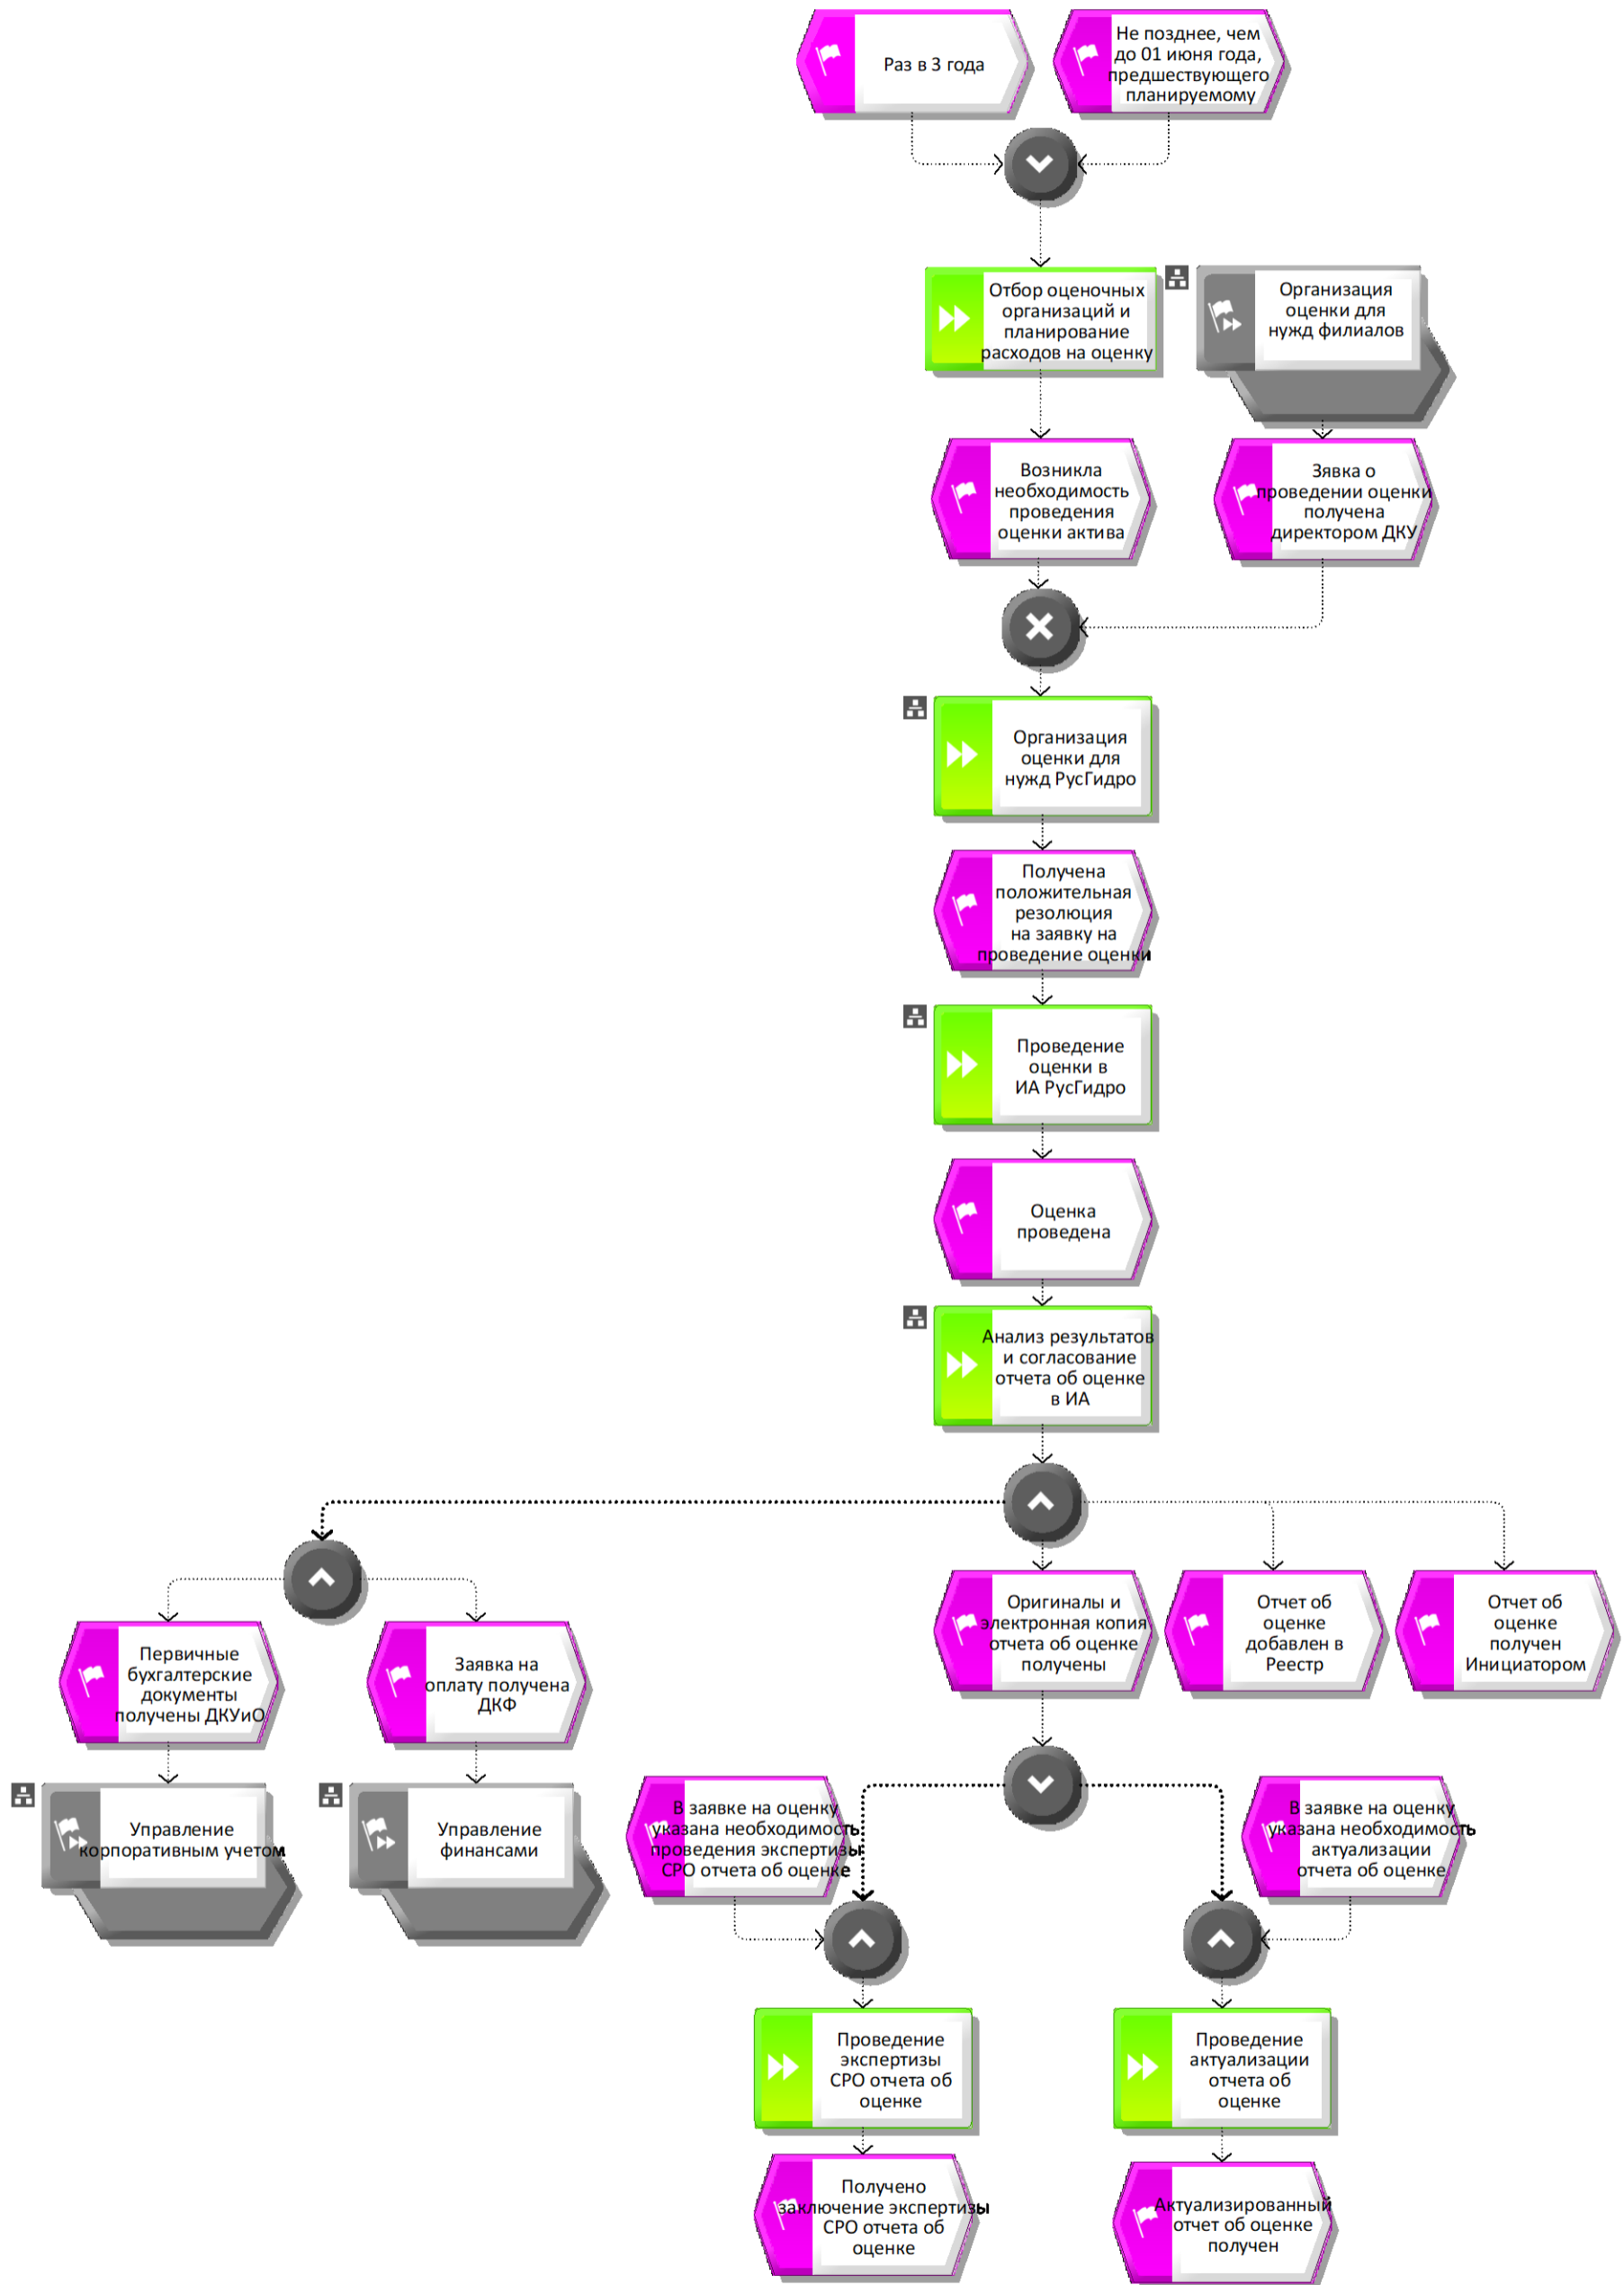 Раз в 3 года
Не позднее, чем
до 01 июня года,
предшествующего
планируемому
Отбор оценочных
организаций и
планирование
расходов на оценку
Организация
оценки для
нужд филиалов
Возникла
необходимость
проведения
оценки актива
Зявка о
проведении оценки
получена
директором ДКУ
Организация
оценки для
нужд РусГидро
Получена
положительная
резолюция
на заявку на
проведение оценки
Проведение
оценки в
ИА РусГидро
Оценка
проведена
Анализ результатов
и согласование
отчета об оценке
в ИА
Первичные
бухгалтерские
документы
получены ДКУиО
Заявка на
оплату получена
ДКФ
Оригиналы и
электронная копия
отчета об оценке
получены
Отчет об
оценке
добавлен в
Реестр
Отчет об
оценке
получен
Инициатором
Управление
корпоративным учетом
Управление
финансами
В заявке на оценку
указана необходимость
проведения экспертизы
СРО отчета об оценке
В заявке на оценку
указана необходимость
актуализации
отчета об оценке
Проведение
экспертизы
СРО отчета об
оценке
Проведение
актуализации
отчета об
оценке
Получено
заключение экспертизы
СРО отчета об
оценке
Актуализированный
отчет об оценке
получен